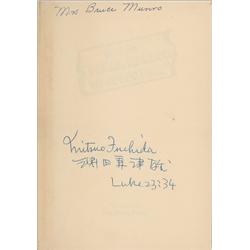 Mrs Bruce Munro
Mitsuo Fuchida
淵田美津雄
Luke 23:34